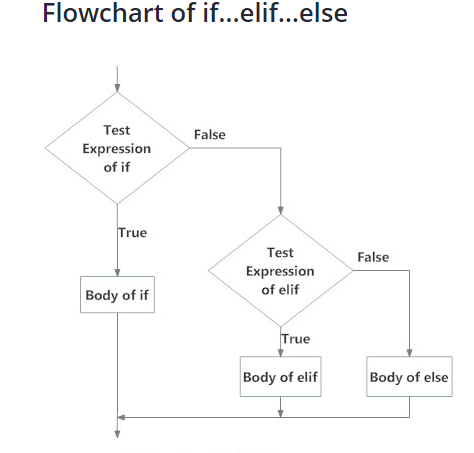 Flowchart of if...elif...else
Test
Expression
of if
False
True
Test
Expression
of elif
False
Body of if
True
Body of elif
Body of else